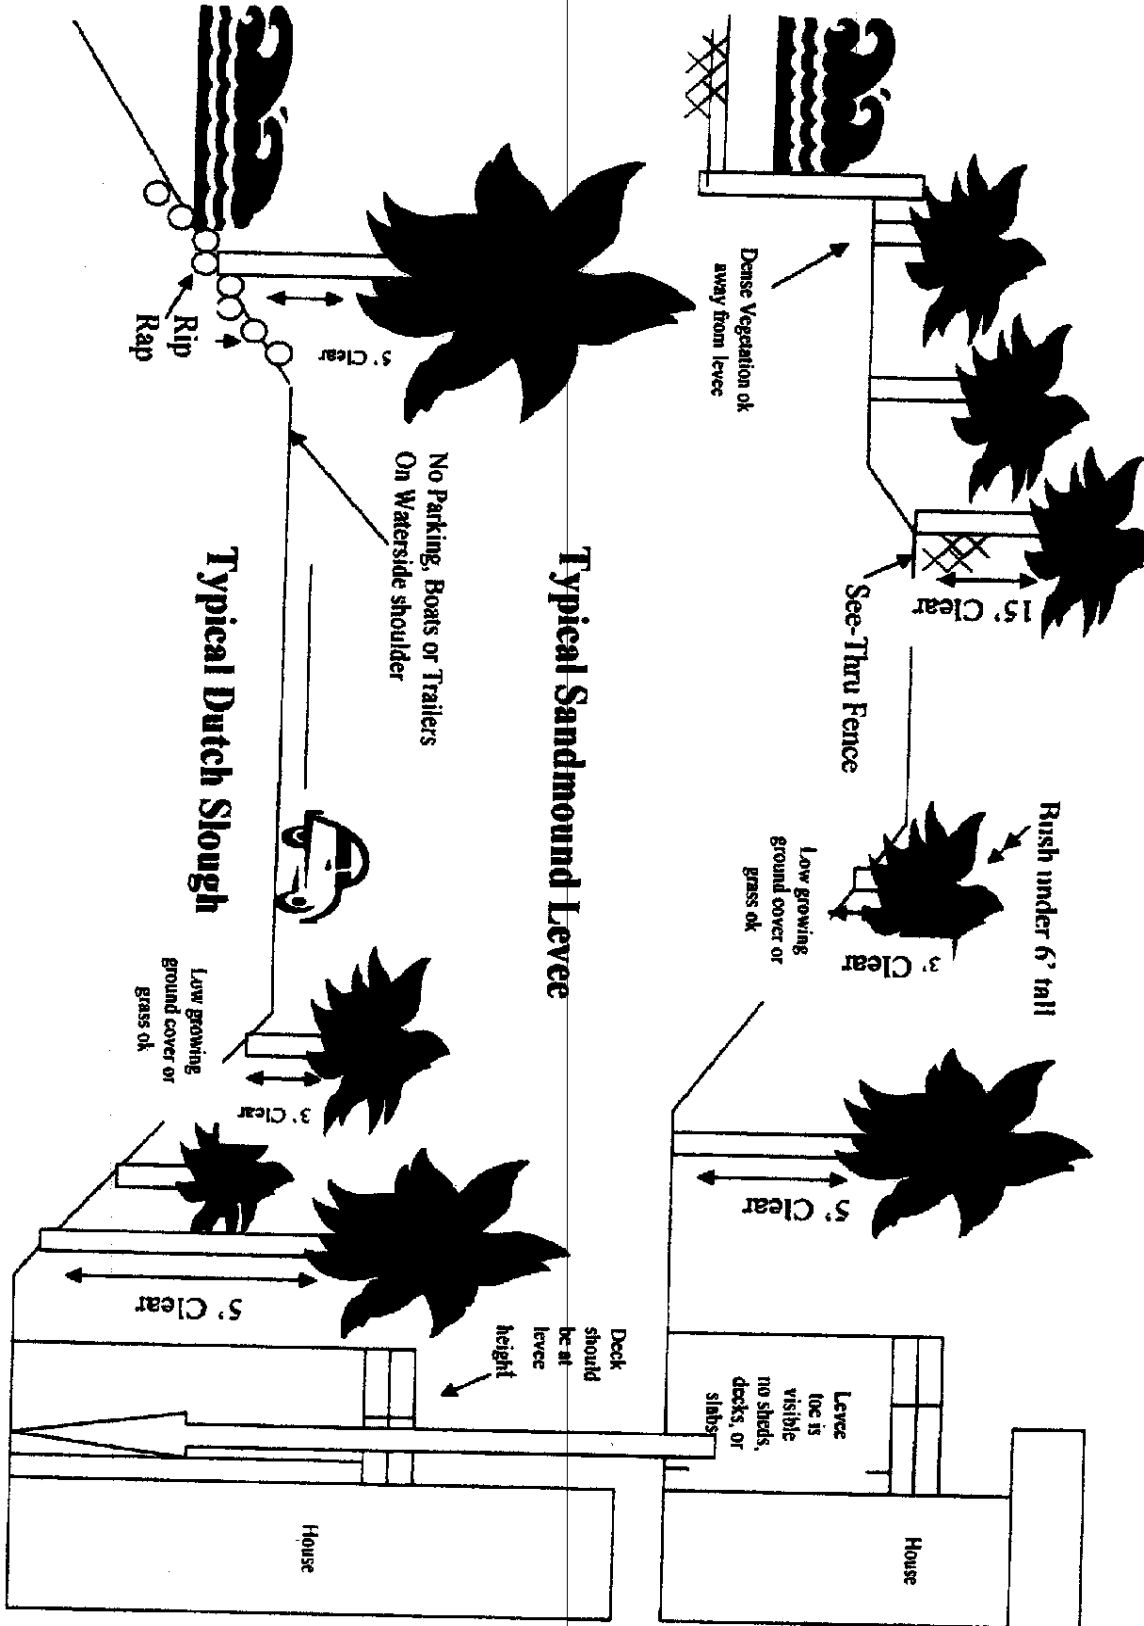 Dense Vegetation ok
away from levee
See-Thru Fence
15' Clear
Bush under 6' tall
Low growing
ground cover or
grass ok
3' Clear
5' Clear
Levee
toe is
visible
no sheds,
decks, or
slabs
House
Typical Sandmound Levee
Rip
Rap
5' Clear
No Parking, Boats or Trailers
On Waterside shoulder
Low growing
ground cover or
grass ok
3' Clear
5' Clear
Deck
should
be at
levee
height
House
Typical Dutch Slough